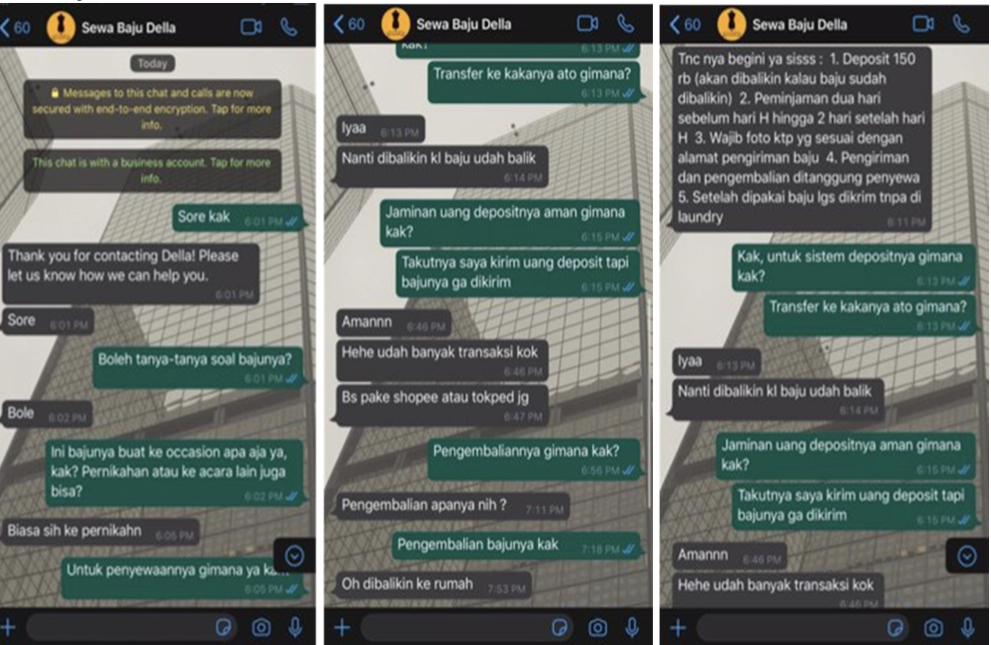 60
Sewa Baju Della
Today
Messages to this chat and calls are now
secured with end-to-end encryption. Tap for more
info.
This chat is with a business account. Tap for more
info.
Sore kak
6:01 PM
Thank you for contacting Della! Please
let us know how we can help you.
6:01 PM
Sore 6:01 PM
Boleh tanya-tanya soal bajunya?
6:01 PM
Bole 6:02 PM
Ini bajunya buat ke occasion apa aja ya,
kak? Pernikahan atau ke acara lain juga
bisa?
6:02 PM
Biasa sih ke pernikahn 6:05 PM
Untuk penyewaannya gimana ya
6:05 PM
60
Sewa Baju Della
6:13 PM
Transfer ke kakanya ato gimana?
6:13 PM
Iyaa 6:13 PM
Nanti dibalikin kl baju udah balik
6:14 PM
Jaminan uang depositnya aman gimana
kak?
6:15 PM
Takutnya saya kirim uang deposit tapi
bajunya ga dikirim
6:15 PM
Amannn 6:46 PM
Hehe udah banyak transaksi kok
6:46 PM
Bs pake shopee atau tokped jg
6:47 PM
Pengembaliannya gimana kak?
6:56 PM
Pengembalian apanya nih ? 7:11 PM
Pengembalian bajunya kak 7:18 PM
Oh dibalikin ke rumah 7:53 PM
60
Sewa Baju Della
Tnc nya begini ya sisss : 1. Deposit 150
rb (akan dibalikin kalau baju sudah
dibalikin) 2. Peminjaman dua hari
sebelum hari H hingga 2 hari setelah hari
H 3. Wajib foto ktp yg sesuai dengan
alamat pengiriman baju 4. Pengiriman
dan pengembalian ditanggung penyewa
5. Setelah dipakai baju lgs dikrim tnpa di
laundry
6:11 PM
Kak, untuk sistem depositnya gimana
kak?
6:13 PM
Transfer ke kakanya ato gimana?
6:13 PM
Iyaa 6:13 PM
Nanti dibalikin kl baju udah balik
6:14 PM
Jaminan uang depositnya aman gimana
kak?
6:15 PM
Takutnya saya kirim uang deposit tapi
bajunya ga dikirim
6:15 PM
Amannn 6:46 PM
Hehe udah banyak transaksi kok
6:46 PM